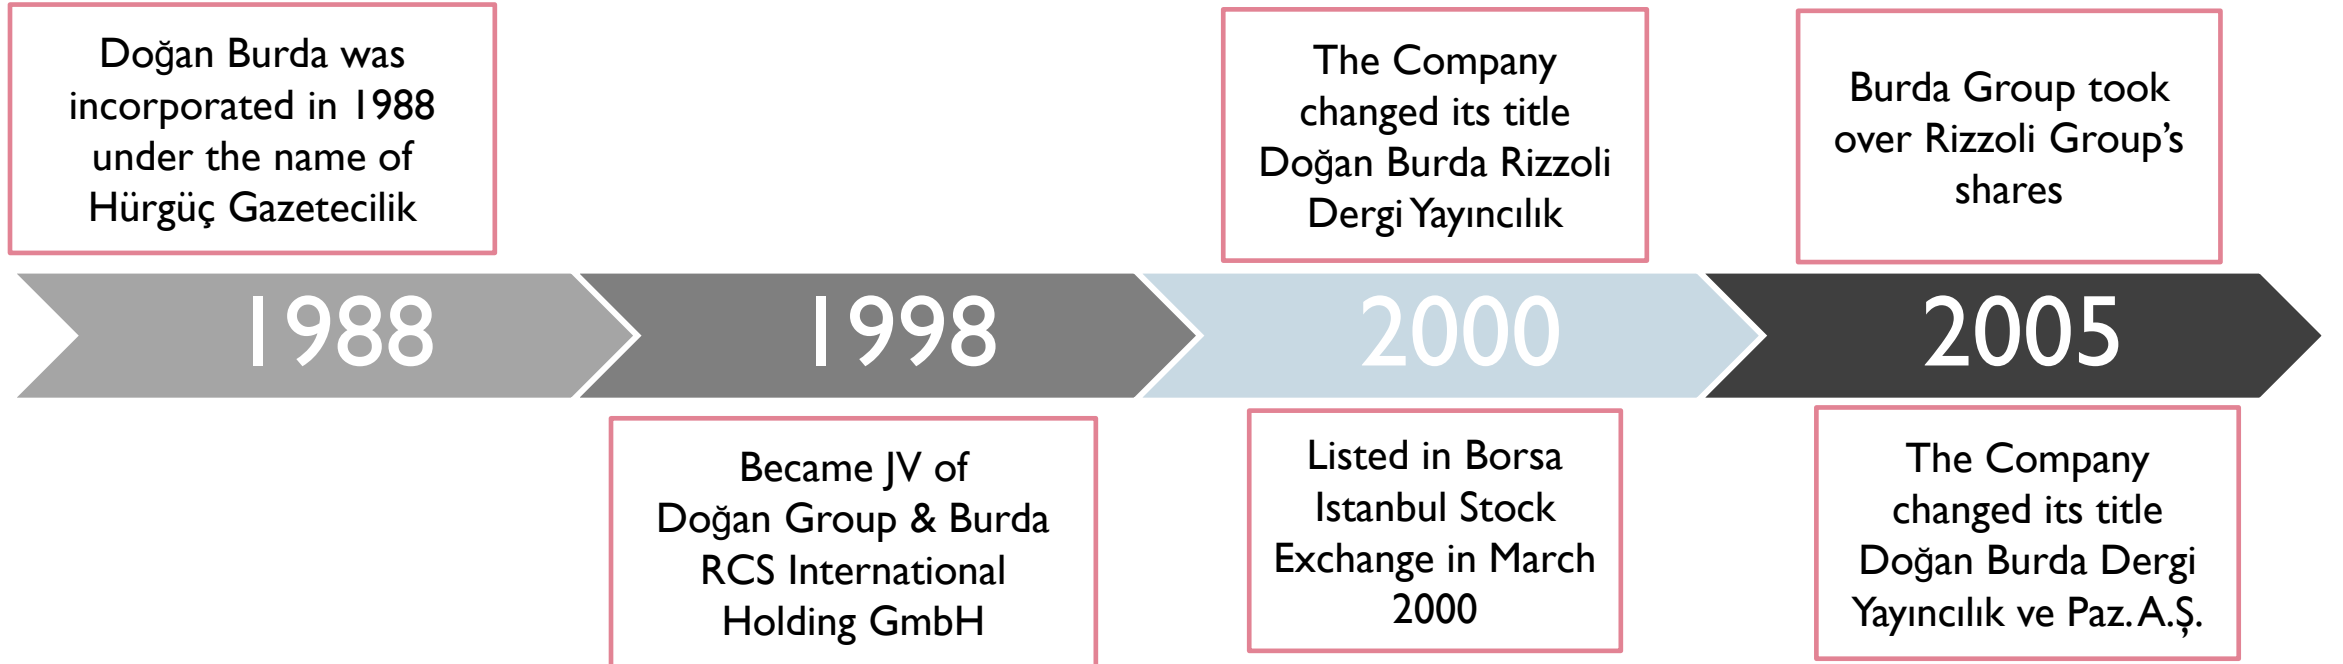 Doğan Burda was
incorporated in 1988
under the name of
Hürgüç Gazetecilik
The Company
changed its title
Doğan Burda Rizzoli
Dergi Yayıncılık
Burda Group took
over Rizzoli Group’s
shares
1988
1998
2000
2005
Became JV of
Doğan Group & Burda
RCS International
Holding GmbH
Listed in Borsa
Istanbul Stock
Exchange in March
2000
The Company
changed its title
Doğan Burda Dergi
Yayıncılık ve Paz. A.Ş.